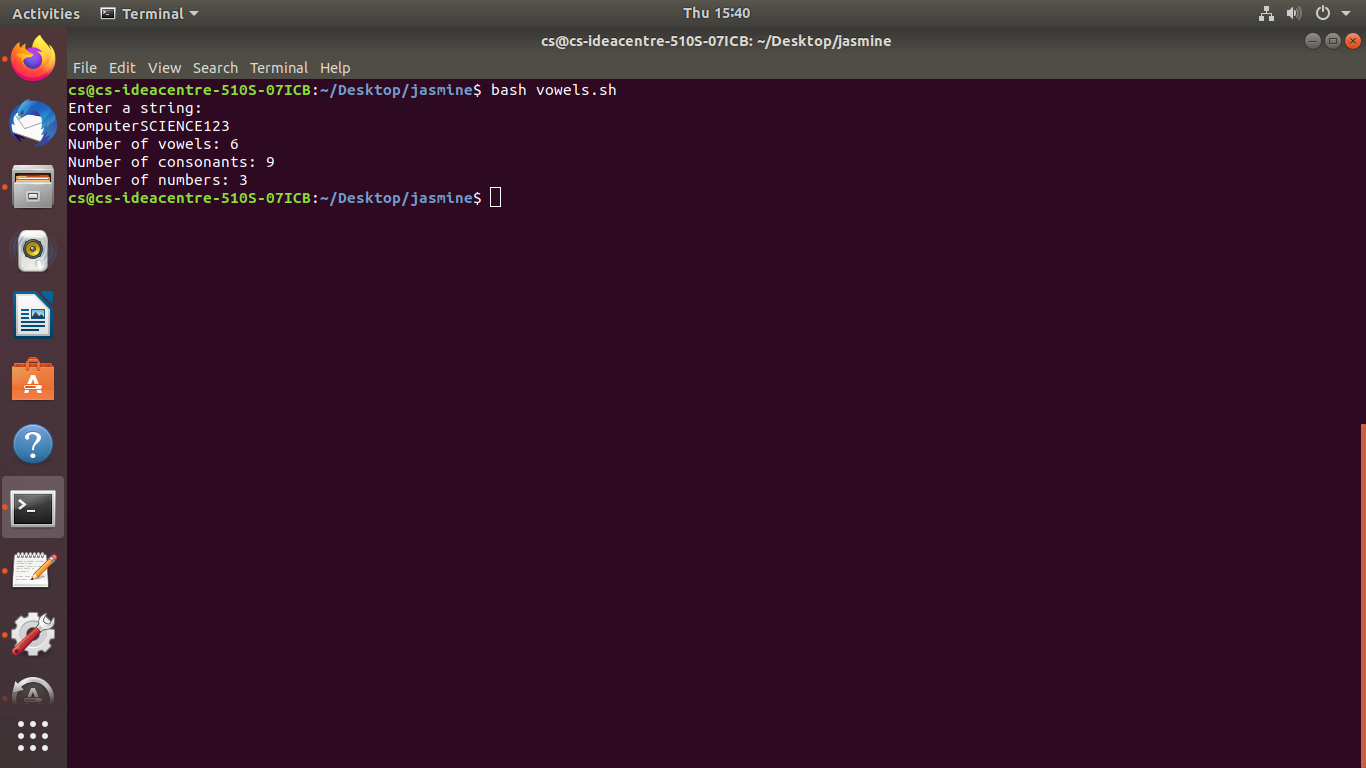 Activities Terminal Thu 15:40
cs@cs-ideacentre-510S-07ICB: ~/Desktop/jasmine
File Edit View Search Terminal Help
cs@cs-ideacentre-510S-07ICB:~/Desktop/jasmine$ bash vowels.sh
Enter a string:
computerSCIENCE123
Number of vowels: 6
Number of consonants: 9
Number of numbers: 3
cs@cs-ideacentre-510S-07ICB:~/Desktop/jasmine$